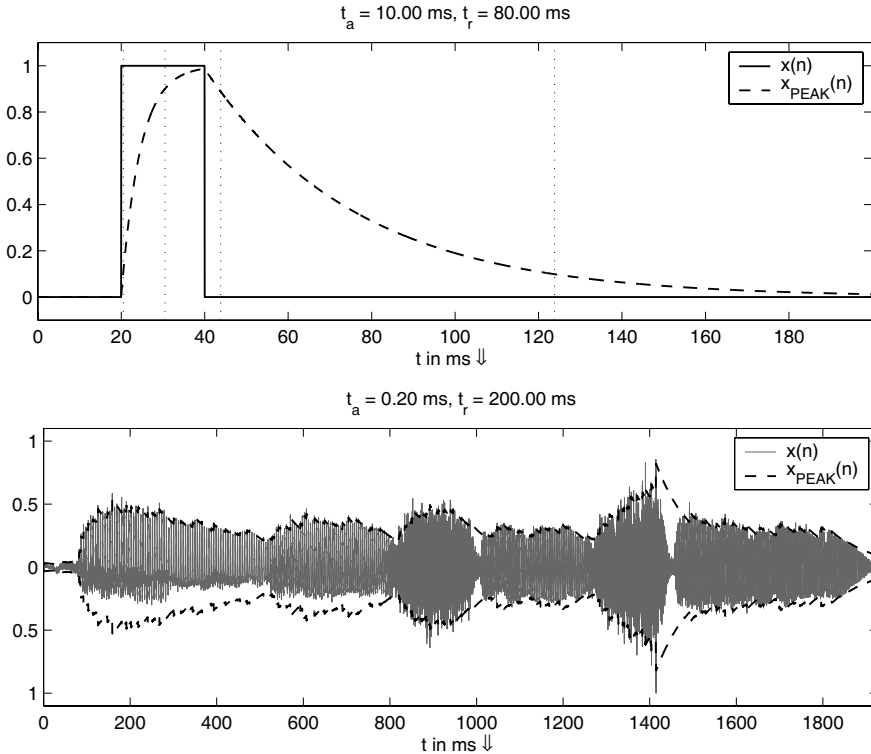 t_a = 10.00 ms, t_r = 80.00 ms
x(n)
x_PEAK(n)
1
0.8
0.6
0.4
0.2
0
0 20 40 60 80 100 120 140 160 180
t in ms ⇓
t_a = 0.20 ms, t_r = 200.00 ms
x(n)
x_PEAK(n)
1
0.5
0
0.5
1
0 200 400 600 800 1000 1200 1400 1600 1800
t in ms ⇓